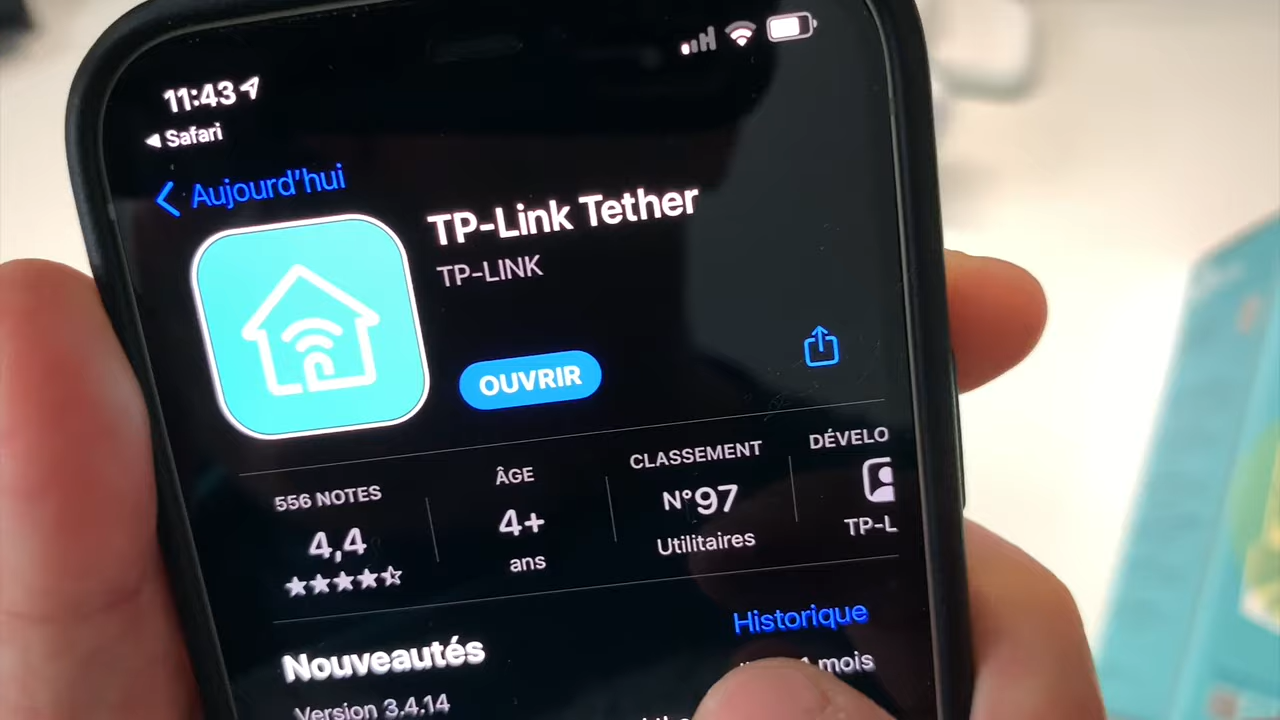 11:43
Safari
Aujourd'hui
TP-Link Tether
TP-LINK
OUVRIR
556 NOTES
4,4
ÂGE
4+
ans
CLASSEMENT
N°97
Utilitaires
DÉVELO
TP-L
Nouveautés
Historique
Version 3.4.14
mois